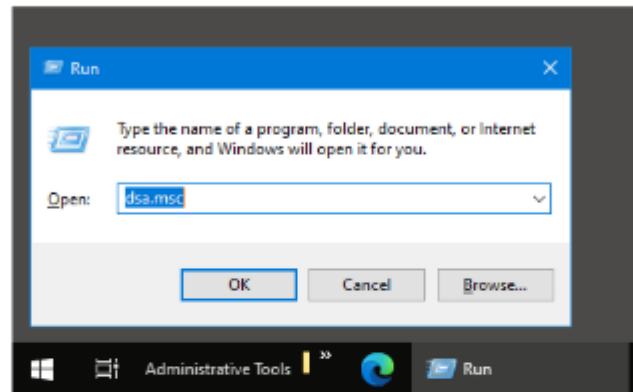 Run
Type the name of a program, folder, document, or Internet
resource, and Windows will open it for you.
Open: dsa.msc
OK Cancel Browse...
Administrative Tools » Run